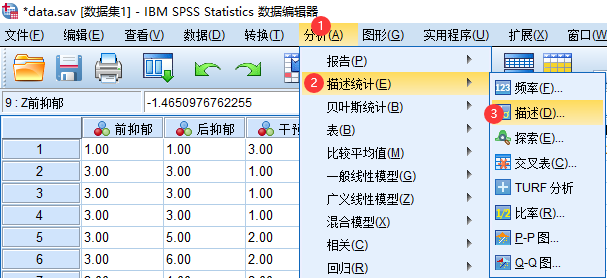 *data.sav [数据集1] - IBM SPSS Statistics 数据编辑器
文件(F) 编辑(E) 查看(V) 数据(D) 转换(T) 分析(A) 图形(G) 实用程序(U) 扩展(X) 窗口(W)
1
报告(P)
2 描述统计(E)
贝叶斯统计(B)
表(B)
比较平均值(M)
一般线性模型(G)
广义线性模型(Z)
混合模型(X)
相关(C)
回归(R)
123 频率(F)...
3 描述(D)...
探索(E)...
交叉表(C)...
TURF 分析
1/2 比率(R)...
P-P 图...
Q-Q 图...
9 : Z前抑郁 -1.4650976762255
前抑郁 后抑郁
1 1.00 1.00 3.00
2 3.00 3.00 1.00
3 3.00 3.00 1.00
4 3.00 3.00 1.00
5 3.00 5.00 2.00
6 3.00 6.00 2.00